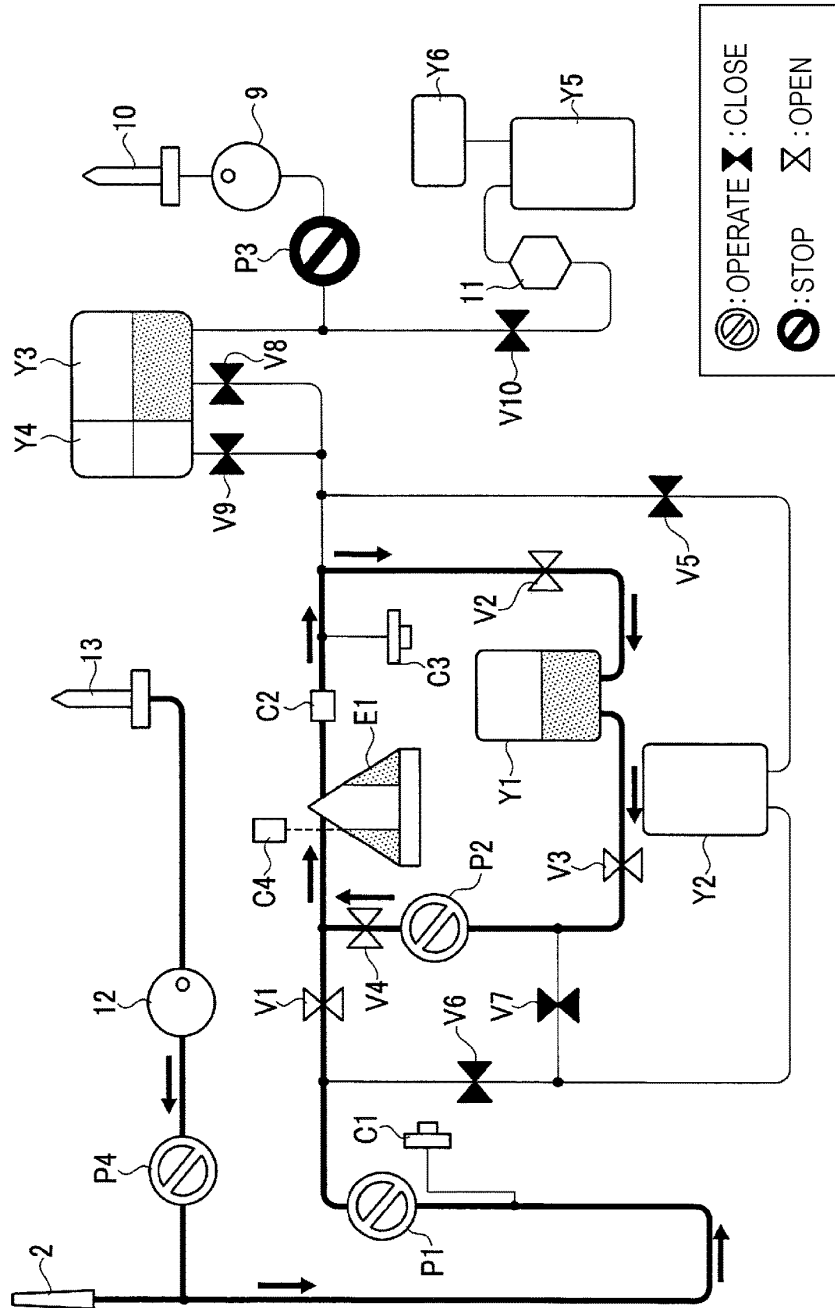 2
P4
12
13
10
9
P3
Y4
Y3
V9
V8
11
Y6
Y5
V10
P1
C1
V1
V4
C4
E1
C2
C3
V2
V5
V6
V7
P2
V3
Y1
Y2
:OPERATE
:CLOSE
:STOP
:OPEN